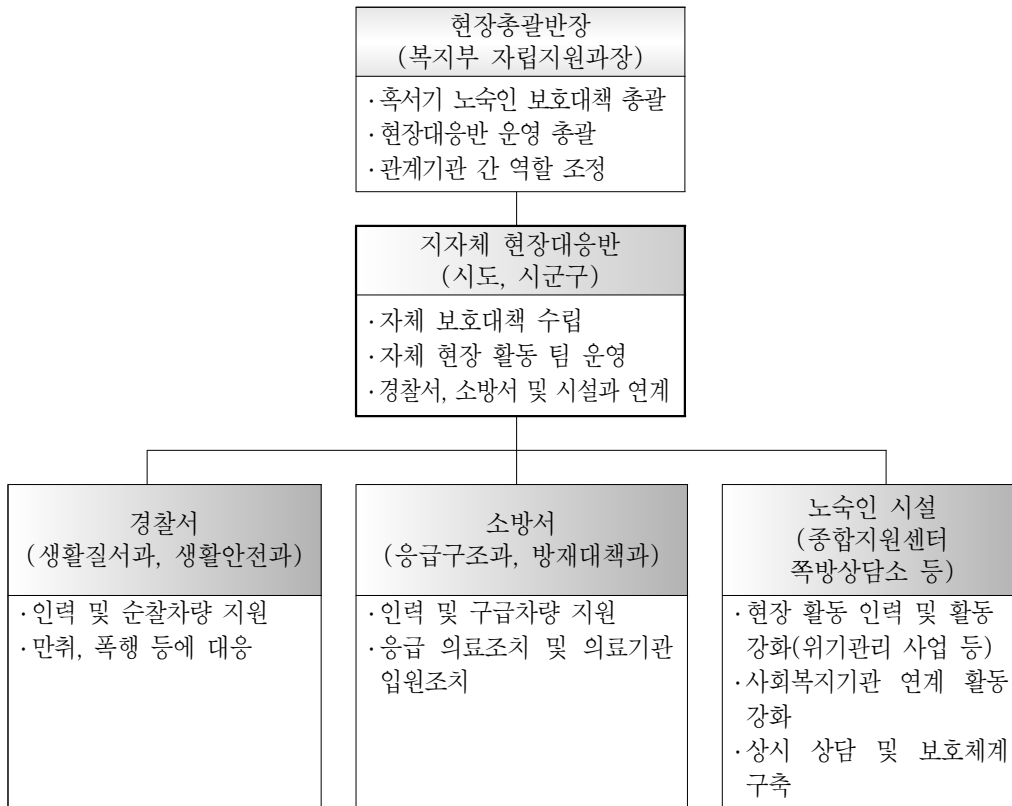 현장총괄반장
(복지부 자립지원과장)
·혹서기 노숙인 보호대책 총괄
·현장대응반 운영 총괄
·관계기관 간 역할 조정
지자체 현장대응반
(시도, 시군구)
·자체 보호대책 수립
·자체 현장 활동 팀 운영
·경찰서, 소방서 및 시설과 연계
경찰서
(생활질서과, 생활안전과)
·인력 및 순찰차량 지원
·만취, 폭행 등에 대응
소방서
(응급구조과, 방재대책과)
·인력 및 구급차량 지원
·응급 의료조치 및 의료기관
입원조치
노숙인 시설
(종합지원센터
쪽방상담소 등)
·현장 활동 인력 및 활동
강화(위기관리 사업 등)
·사회복지기관 연계 활동
강화
·상시 상담 및 보호체계
구축